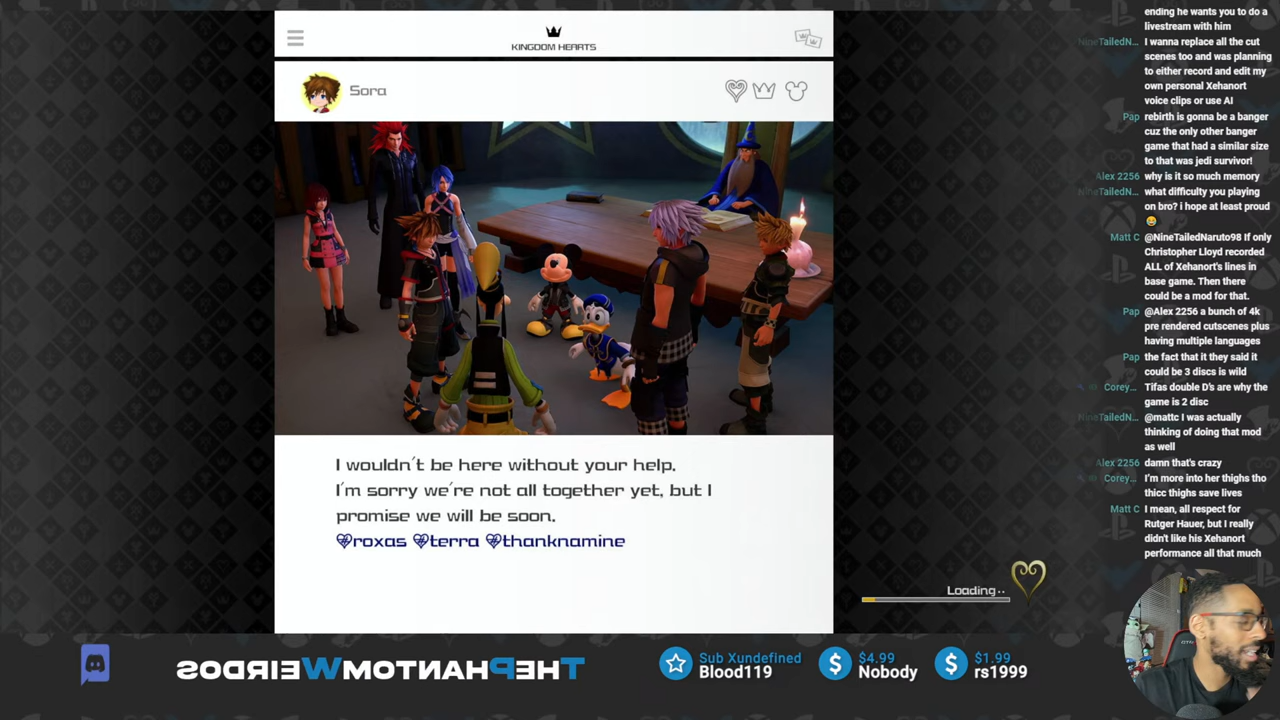 KINGDOM HEARTS
Sora
I wouldn't be here without your help.
I'm sorry we're not all together yet, but I
promise we will be soon.
roxas terra thanknamine
Loading..
ending he wants you to do a
livestream with him
NineTailedN... I wanna replace all the cut
scenes too and was planning
to either record and edit my
own personal Xehanort
voice clips or use AI
Pap rebirth is gonna be a banger
cuz the only other banger
game that had a similar size
to that was jedi survivor!
Alex 2256 why is it so much memory
NineTailedN... what difficulty you playing
on bro? i hope at least proud
😂
Matt C @NineTailedNaruto98 If only
Christopher Lloyd recorded
ALL of Xehanort's lines in
base game. Then there
could be a mod for that.
Pap @Alex 2256 a bunch of 4k
pre rendered cutscenes plus
having multiple languages
Pap the fact that it they said it
could be 3 discs is wild
Corey... Tifas double D's are why the
game is 2 disc
NineTailedN... @mattc I was actually
thinking of doing that mod
as well
Alex 2256 damn that's crazy
Corey... I'm more into her thighs tho
thicc thighs save lives
Matt C I mean, all respect for
Rutger Hauer, but I really
didn't like his Xehanort
performance all that much
THEPHANTOMWEIRDOS
Sub Xundefined
Blood119
$4.99
Nobody
$1.99
rs1999